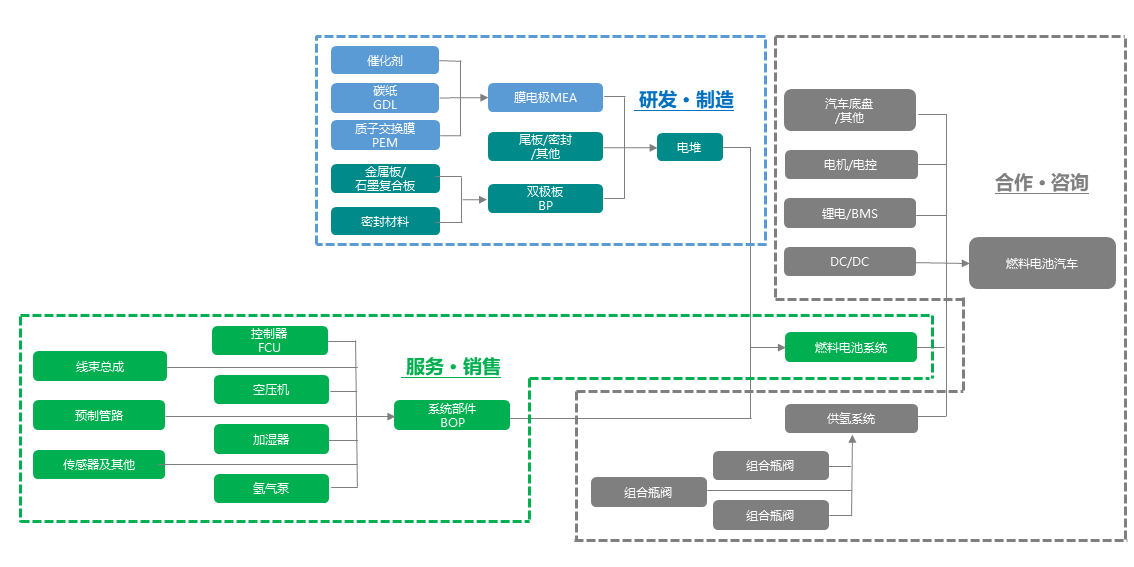 催化剂
碳纸
GDL
质子交换膜
PEM
金属板/
石墨复合板
密封材料
膜电极MEA
尾板/密封
/其他
双极板
BP
研发·制造
电堆
汽车底盘
/其他
电机/电控
锂电/BMS
DC/DC
合作·咨询
燃料电池汽车
控制器
FCU
线束总成
空压机
预制管路
加湿器
传感器及其他
氢气泵
服务·销售
系统部件
BOP
燃料电池系统
供氢系统
组合瓶阀
组合瓶阀
组合瓶阀